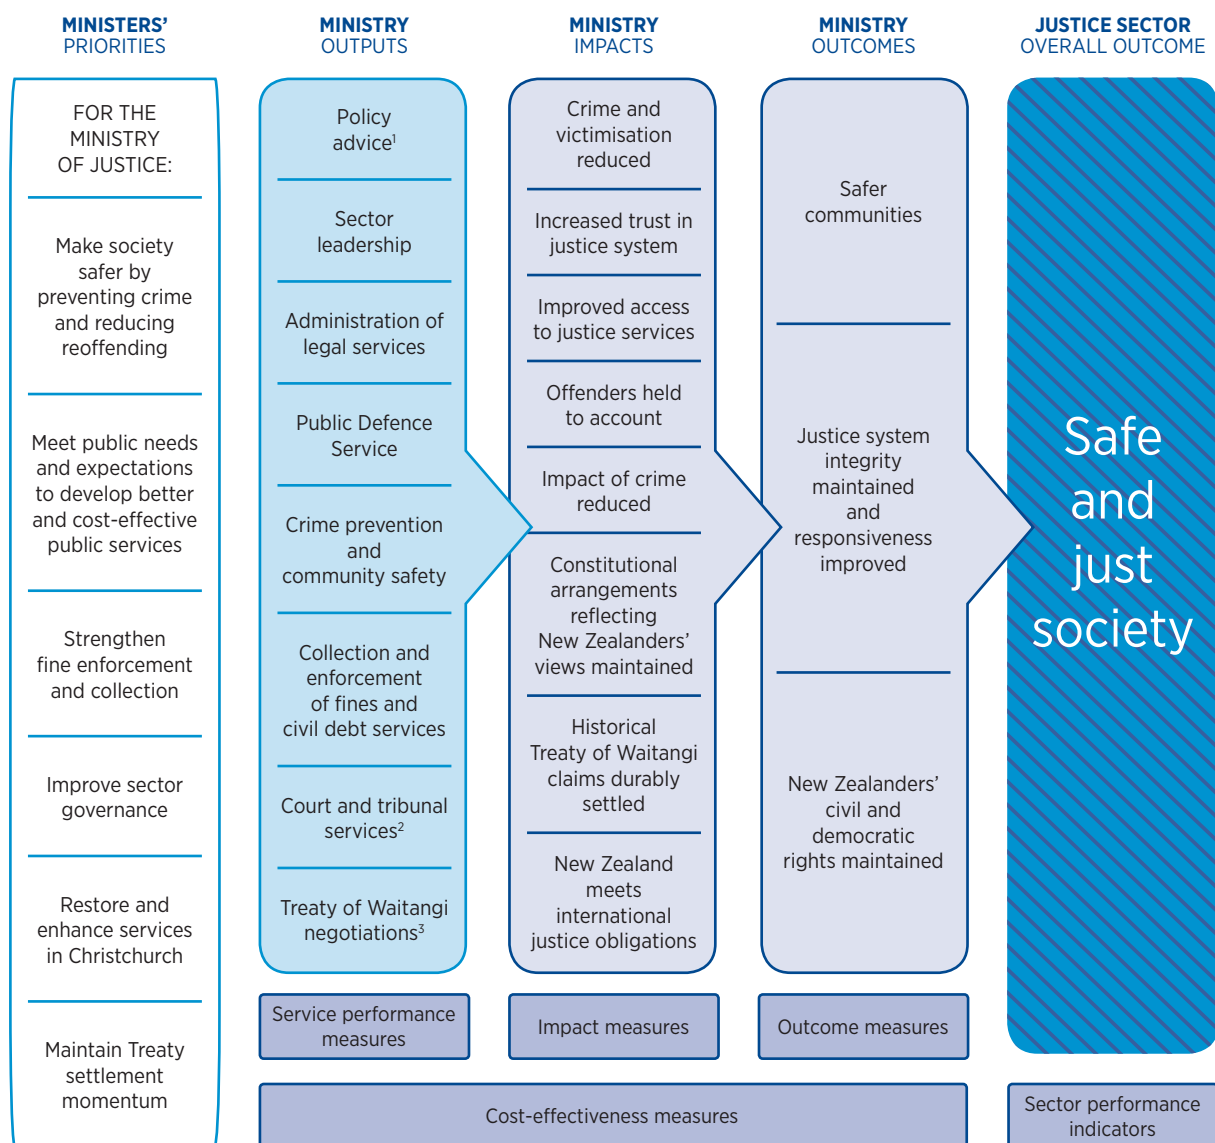 MINISTERS'
PRIORITIES
FOR THE
MINISTRY
OF JUSTICE:
Make society
safer by
preventing crime
and reducing
reoffending
Meet public needs
and expectations
to develop better
and cost-effective
public services
Strengthen
fine enforcement
and collection
Improve sector
governance
Restore and
enhance services
in Christchurch
Maintain Treaty
settlement
momentum
MINISTRY
OUTPUTS
Policy
advice¹
Sector
leadership
Administration of
legal services
Public Defence
Service
Crime prevention
and
community safety
Collection and
enforcement
of fines and
civil debt services
Court and tribunal
services²
Treaty of Waitangi
negotiations³
Service performance
measures
MINISTRY
IMPACTS
Crime and
victimisation
reduced
Increased trust in
justice system
Improved access
to justice services
Offenders held
to account
Impact of crime
reduced
Constitutional
arrangements
reflecting
New Zealanders'
views maintained
Historical
Treaty of Waitangi
claims durably
settled
New Zealand
meets
international
justice obligations
Impact measures
MINISTRY
OUTCOMES
Safer
communities
Justice system
integrity
maintained
and
responsiveness
improved
New Zealanders'
civil and
democratic
rights maintained
Outcome measures
Cost-effectiveness measures
JUSTICE SECTOR
OVERALL OUTCOME
Safe
and
just
society
Sector performance
indicators